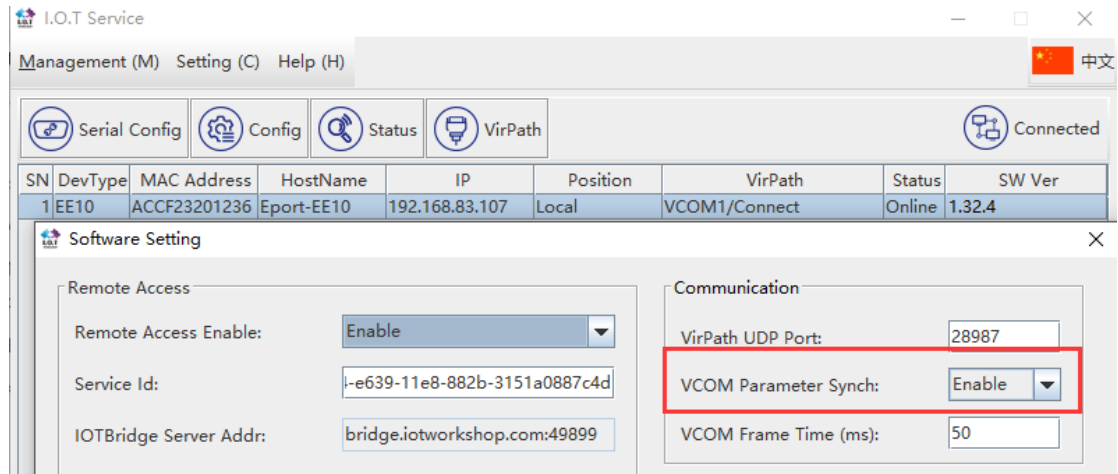 I.O.T Service
Management (M) Setting (C) Help (H) 中文
Serial Config Config Status VirPath Connected
SN DevType MAC Address HostName IP Position VirPath Status SW Ver
1 EE10 ACCF23201236 Eport-EE10 192.168.83.107 Local VCOM1/Connect Online 1.32.4
Software Setting
Remote Access Communication
Remote Access Enable: Enable VirPath UDP Port: 28987
Service Id: -e639-11e8-882b-3151a0887c4d VCOM Parameter Synch: Enable
IOTBridge Server Addr: bridge.iotworkshop.com:49899 VCOM Frame Time (ms): 50